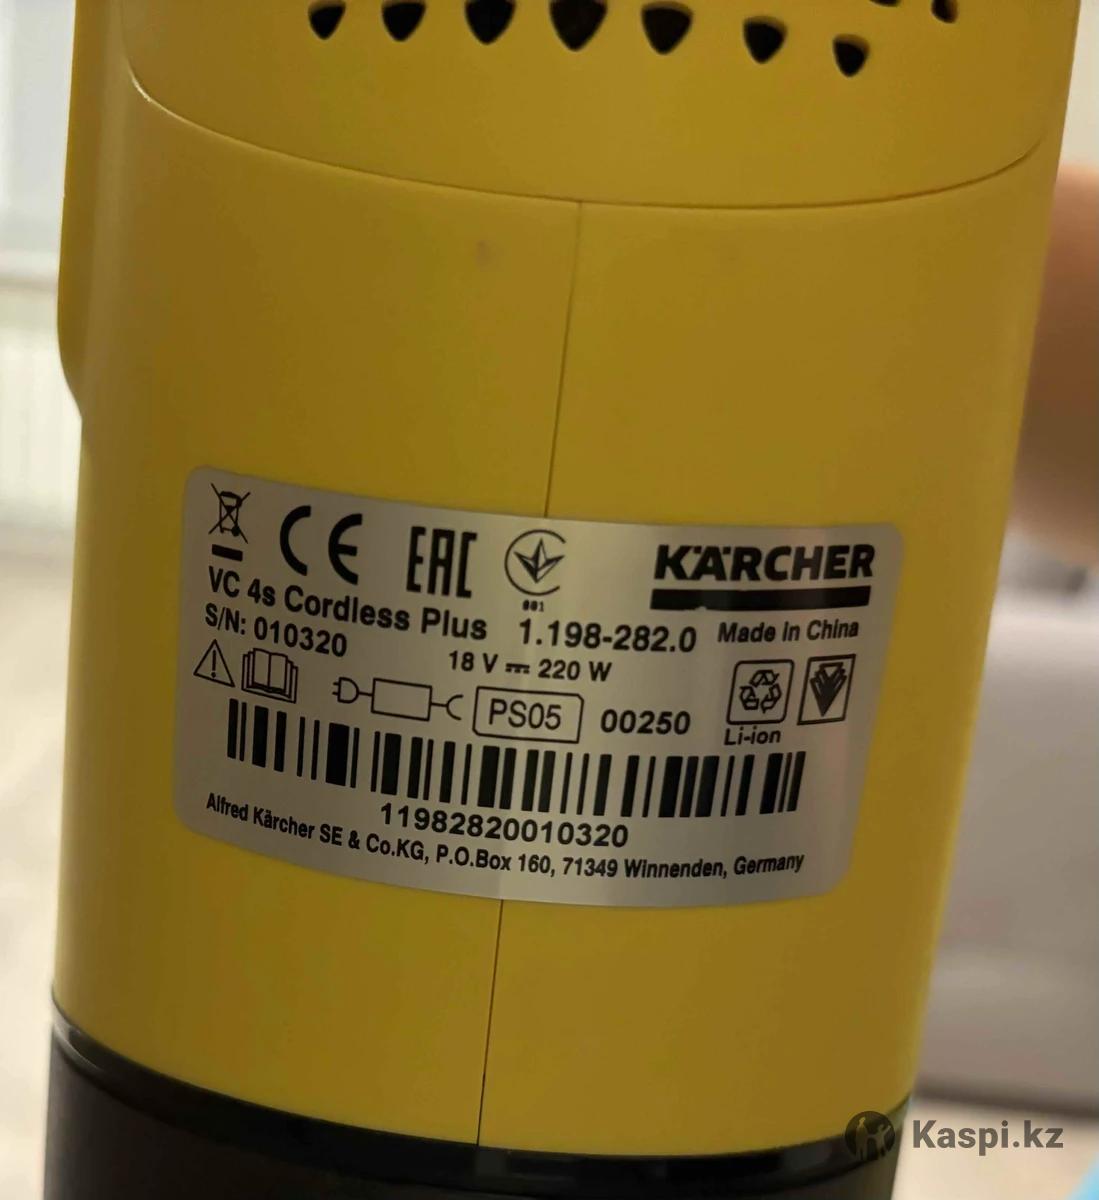 CE EAC 001 KÄRCHER
VC 4s Cordless Plus 1.198-282.0 Made in China
S/N: 010320 18 V ⎓ 220 W
PS05 00250 Li-ion
11982820010320
Alfred Kärcher SE & Co.KG, P.O.Box 160, 71349 Winnenden, Germany
Kaspi.kz